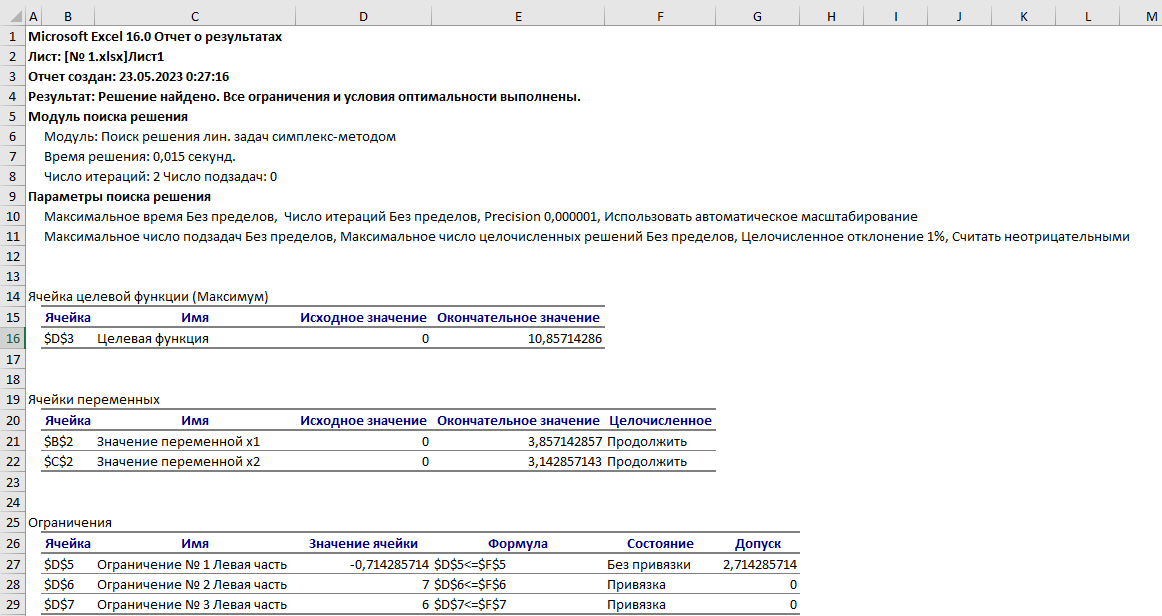 A B C D E F G H I J K L M
1 Microsoft Excel 16.0 Отчет о результатах
2 Лист: [№ 1.xlsx]Лист1
3 Отчет создан: 23.05.2023 0:27:16
4 Результат: Решение найдено. Все ограничения и условия оптимальности выполнены.
5 Модуль поиска решения
6 Модуль: Поиск решения лин. задач симплекс-методом
7 Время решения: 0,015 секунд.
8 Число итераций: 2 Число подзадач: 0
9 Параметры поиска решения
10 Максимальное время Без пределов, Число итераций Без пределов, Precision 0,000001, Использовать автоматическое масштабирование
11 Максимальное число подзадач Без пределов, Максимальное число целочисленных решений Без пределов, Целочисленное отклонение 1%, Считать неотрицательными
12
13
14 Ячейка целевой функции (Максимум)
15 Ячейка Имя Исходное значение Окончательное значение
16 $D$3 Целевая функция 0 10,85714286
17
18
19 Ячейки переменных
20 Ячейка Имя Исходное значение Окончательное значение Целочисленное
21 $B$2 Значение переменной x1 0 3,857142857 Продолжить
22 $C$2 Значение переменной x2 0 3,142857143 Продолжить
23
24
25 Ограничения
26 Ячейка Имя Значение ячейки Формула Состояние Допуск
27 $D$5 Ограничение № 1 Левая часть -0,714285714 $D$5<=$F$5 Без привязки 2,714285714
28 $D$6 Ограничение № 2 Левая часть 7 $D$6<=$F$6 Привязка 0
29 $D$7 Ограничение № 3 Левая часть 6 $D$7<=$F$7 Привязка 0